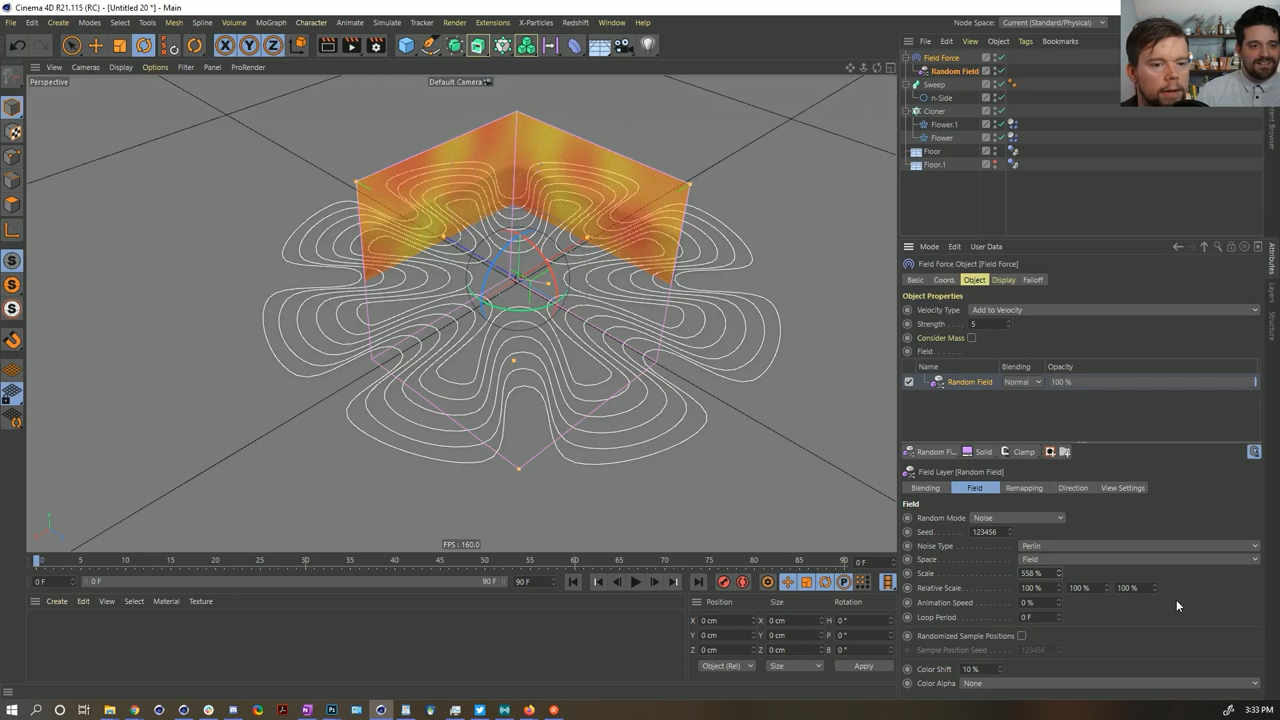 Cinema 4D R21.115 (RC) - [Untitled 20 *] - Main
File Create Modes Select Tools Mesh Spline Volume MoGraph Character Animate Simulate Tracker Render Extensions X-Particles Redshift Window Help
Node Space: Current (Standard/Physical)
View Cameras Display Options Filter Panel ProRender
File Edit View Object Tags Bookmarks
Perspective
Default Camera
Field Force
Random Field
Sweep
n-Side
Cloner
Flower.1
Flower
Floor
Floor.1
Content Browser
Mode Edit User Data
Attributes
Layers
Structure
Field Force Object [Field Force]
Basic Coord. Object Display Falloff
Object Properties
Velocity Type Add to Velocity
Strength 5
Consider Mass
Field
Name Blending Opacity
Random Field Normal 100 %
Random Fi... Solid Clamp
Field Layer [Random Field]
Blending Field Remapping Direction View Settings
Field
Random Mode Noise
Seed 123456
Noise Type Perlin
Space Field
Scale 558 %
Relative Scale 100 % 100 % 100 %
Animation Speed 0 %
Loop Period 0 F
Randomized Sample Positions
Sample Position Seed 123456
Color Shift 10 %
Color Alpha None
Y
X
Z
FPS : 160.0
0 5 10 15 20 25 30 35 40 45 50 55 60 65 70 75 80 85 90 0 F
0 F 0 F 90 F 90 F
Create Edit View Select Material Texture
Position Size Rotation
X 0 cm X 0 cm H 0 °
Y 0 cm Y 0 cm P 0 °
Z 0 cm Z 0 cm B 0 °
Object (Rel) Size Apply
3:33 PM